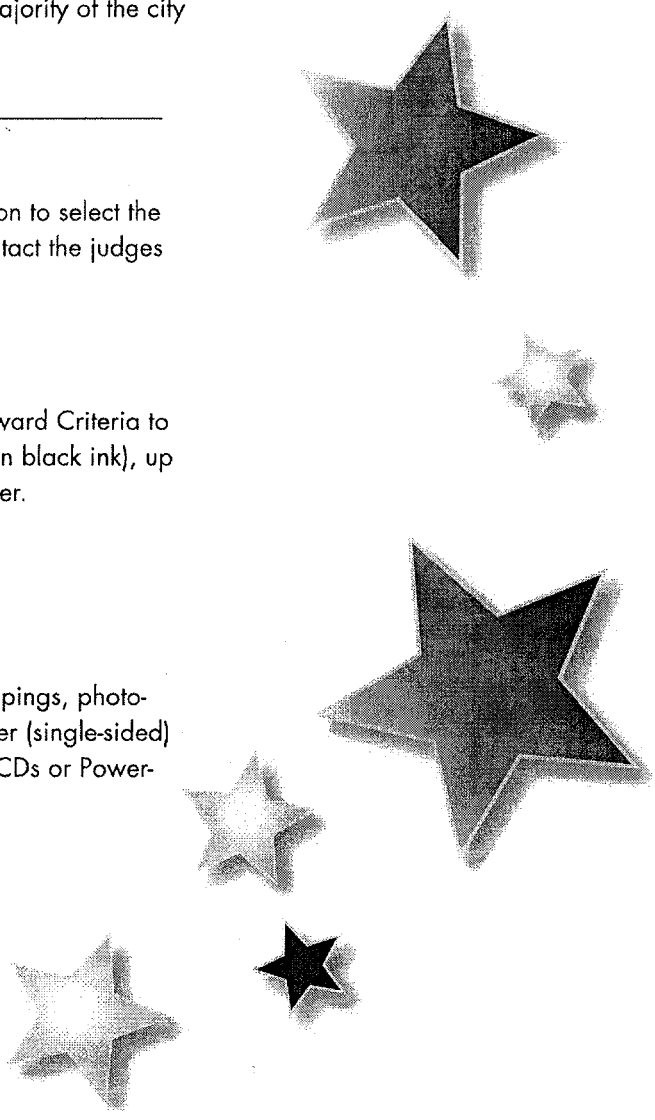 ajority of the city
on to select the
tact the judges
ward Criteria to
n black ink), up
er.
pings, photo-
er (single-sided)
CDs or Power-